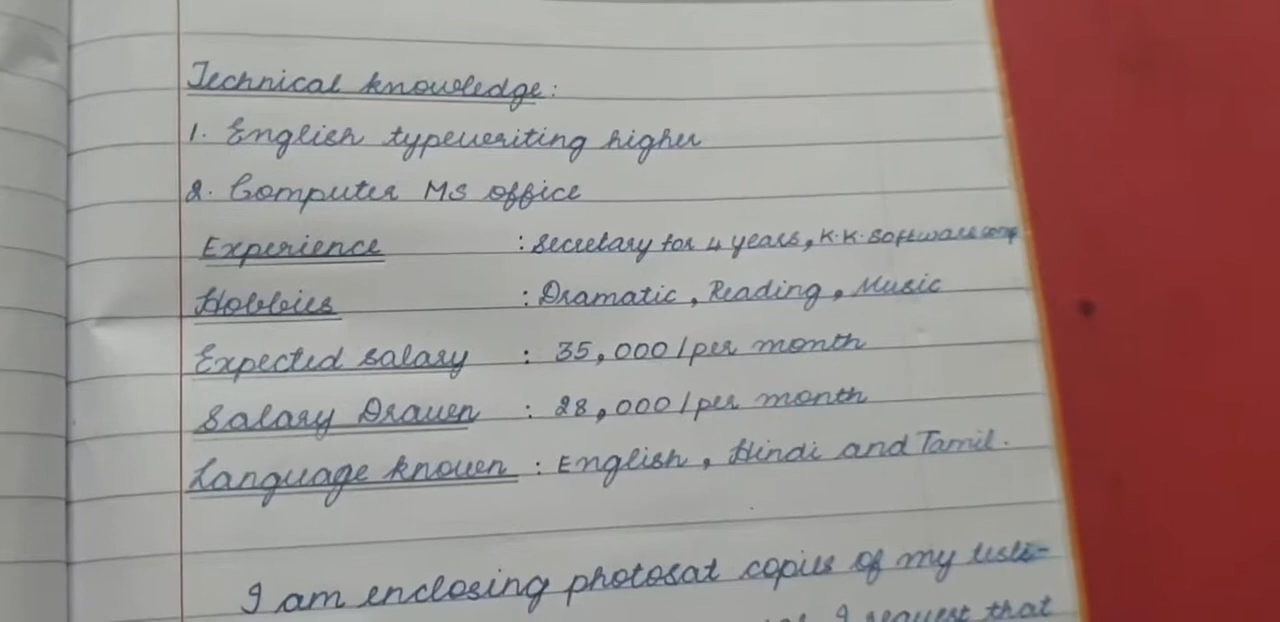 Technical knowledge:
1. English typewriting higher
2. Computer MS office
Experience : Secretary for 4 years, K.K. Software comp
Hobbies : Dramatic, Reading, Music
Expected salary : 35,000/per month
Salary Drawn : 28,000/per month
Language known : English, Hindi and Tamil.
I am enclosing photosat copies of my testi-
I request that